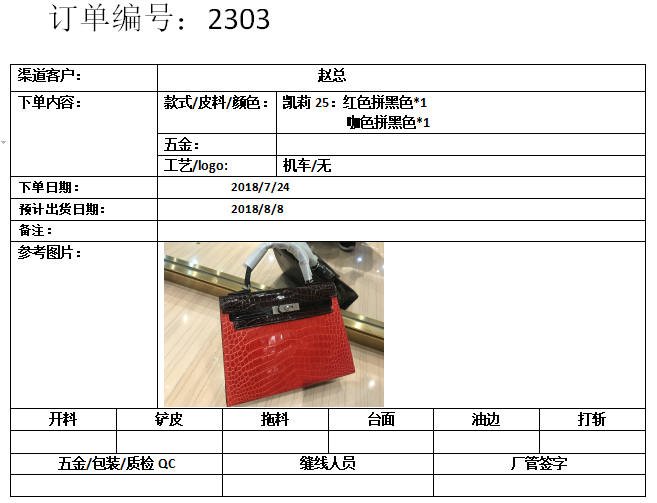 订单编号：2303
渠道客户： 赵总
下单内容： 款式/皮料/颜色： 凯莉 25：红色拼黑色*1
咖色拼黑色*1
五金：
工艺/logo: 机车/无
下单日期： 2018/7/24
预计出货日期： 2018/8/8
备注：
参考图片：
开料 铲皮 拖料 台面 油边 打斩
五金/包装/质检 QC 缝线人员 厂管签字